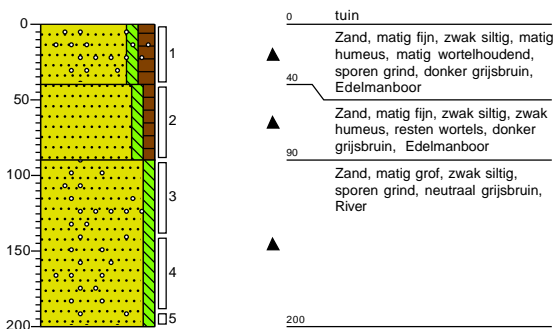 0
50
100
150
200
1
2
3
4
5
0 tuin
Zand, matig fijn, zwak siltig, matig
humeus, matig wortelhoudend,
sporen grind, donker grijsbruin,
Edelmanboor
40
Zand, matig fijn, zwak siltig, zwak
humeus, resten wortels, donker
grijsbruin, Edelmanboor
90
Zand, matig grof, zwak siltig,
sporen grind, neutraal grijsbruin,
River
200